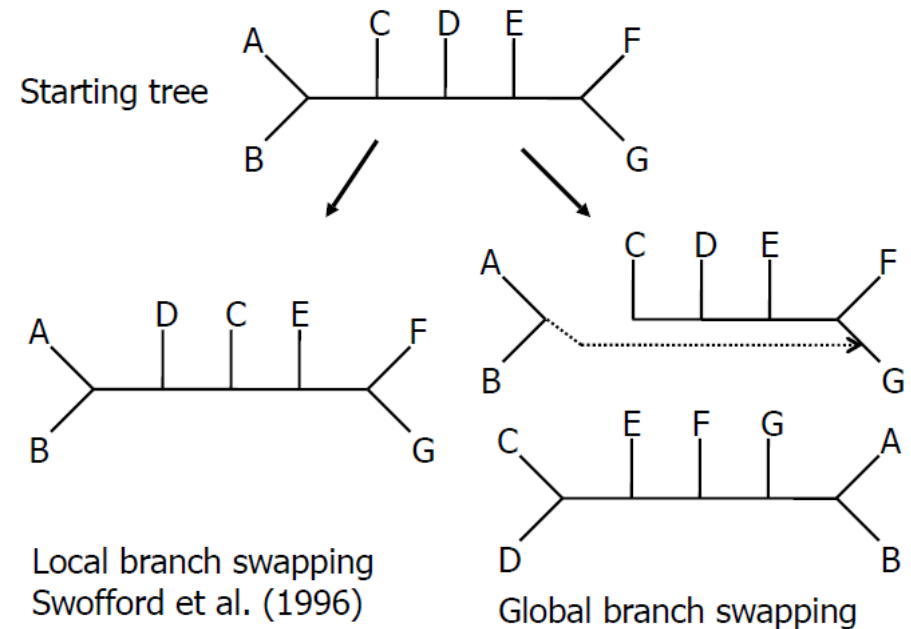 C D E
A F
Starting tree
B G
C D E
A F
D C E
A F
B G
B G
E F G
C A
D B
Local branch swapping
Swofford et al. (1996)
Global branch swapping